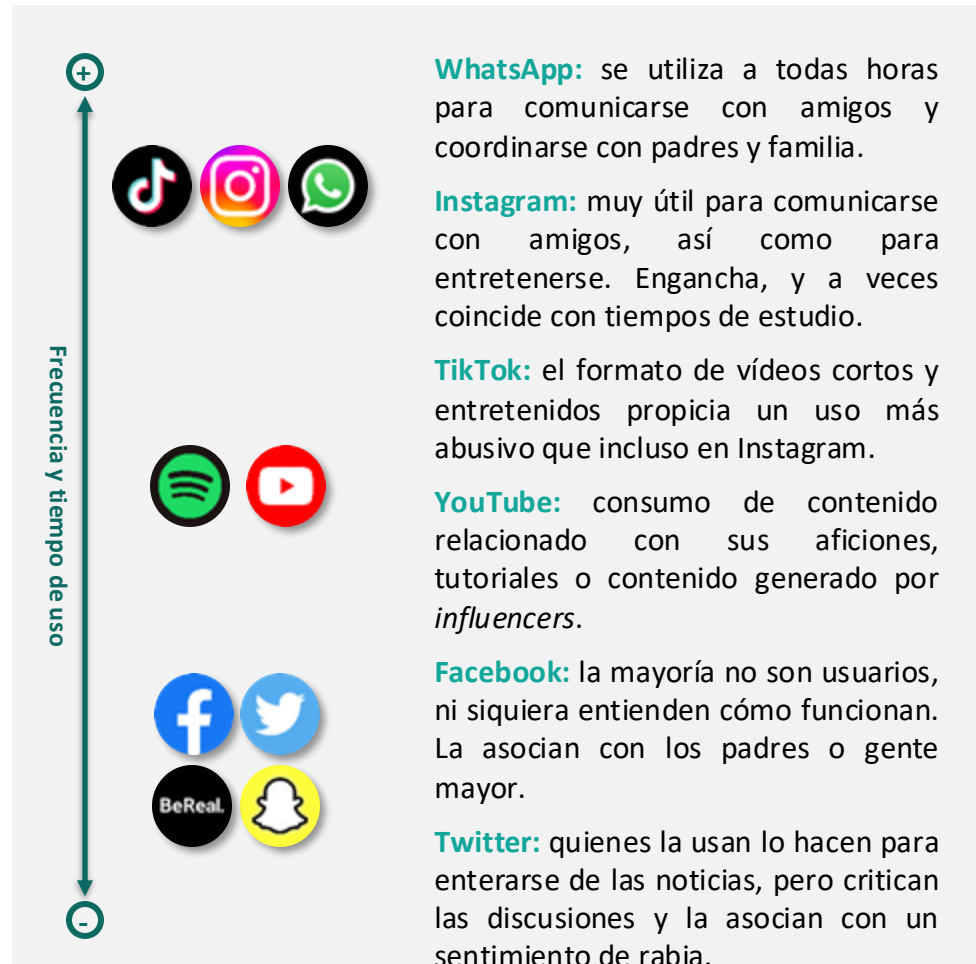 +
Frecuencia y tiempo de uso
BeReal.
-
WhatsApp: se utiliza a todas horas
para comunicarse con amigos y
coordinarse con padres y familia.
Instagram: muy útil para comunicarse
con amigos, así como para
entretenerse. Engancha, y a veces
coincide con tiempos de estudio.
TikTok: el formato de vídeos cortos y
entretenidos propicia un uso más
abusivo que incluso en Instagram.
YouTube: consumo de contenido
relacionado con sus aficiones,
tutoriales o contenido generado por
influencers.
Facebook: la mayoría no son usuarios,
ni siquiera entienden cómo funcionan.
La asocian con los padres o gente
mayor.
Twitter: quienes la usan lo hacen para
enterarse de las noticias, pero critican
las discusiones y la asocian con un
sentimiento de rabia.